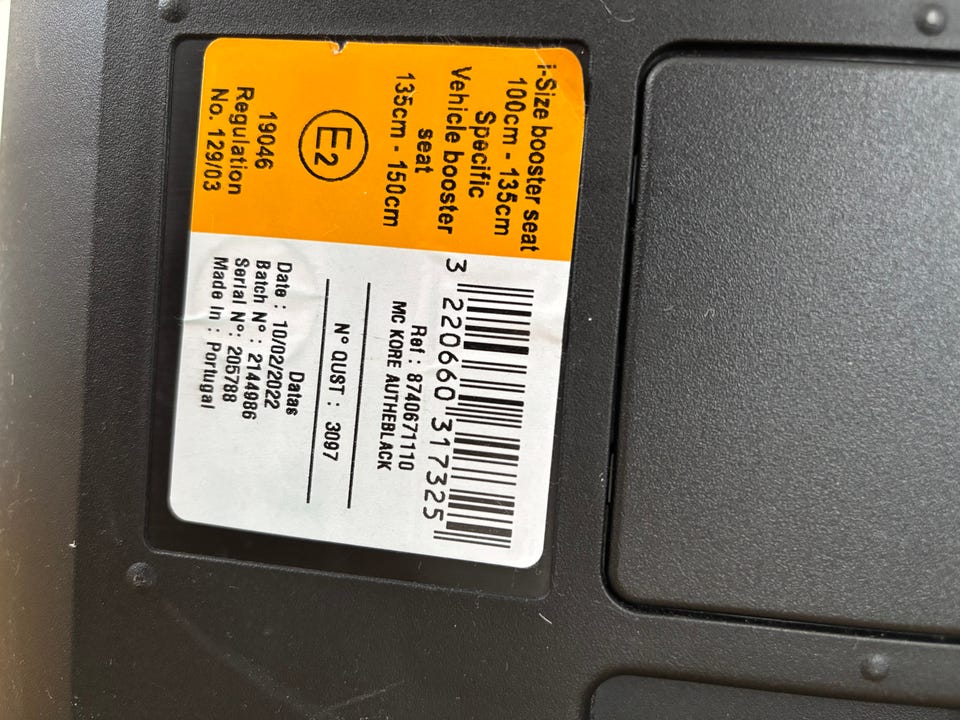 i-Size booster seat
100cm - 135cm
Specific
Vehicle booster
seat
135cm - 150cm
E2
19046
Regulation
No. 129/03
3 220660 317325
Ref : 8740671110
MC KORE AUTHEBLACK
N° QUST : 3097
Datas
Date : 10/02/2022
Batch N° : 2144986
Serial N°: 205788
Made In : Portugal